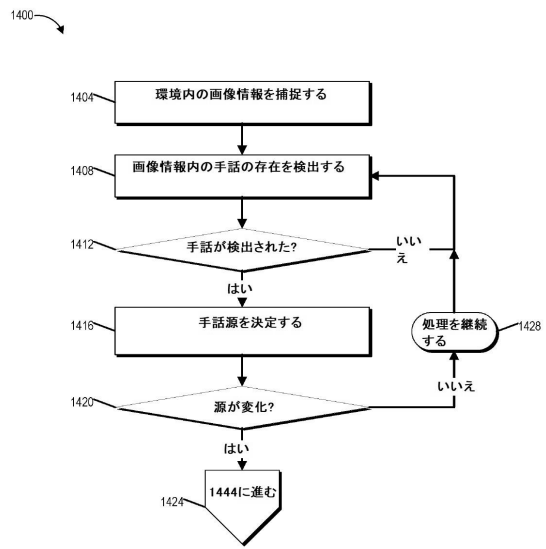 1400
1404
環境内の画像情報を捕捉する
1408
画像情報内の手話の存在を検出する
1412
手話が検出された?
いい
え
はい
1416
手話源を決定する
処理を継続
する
1428
いいえ
1420
源が変化?
はい
1424
1444に進む